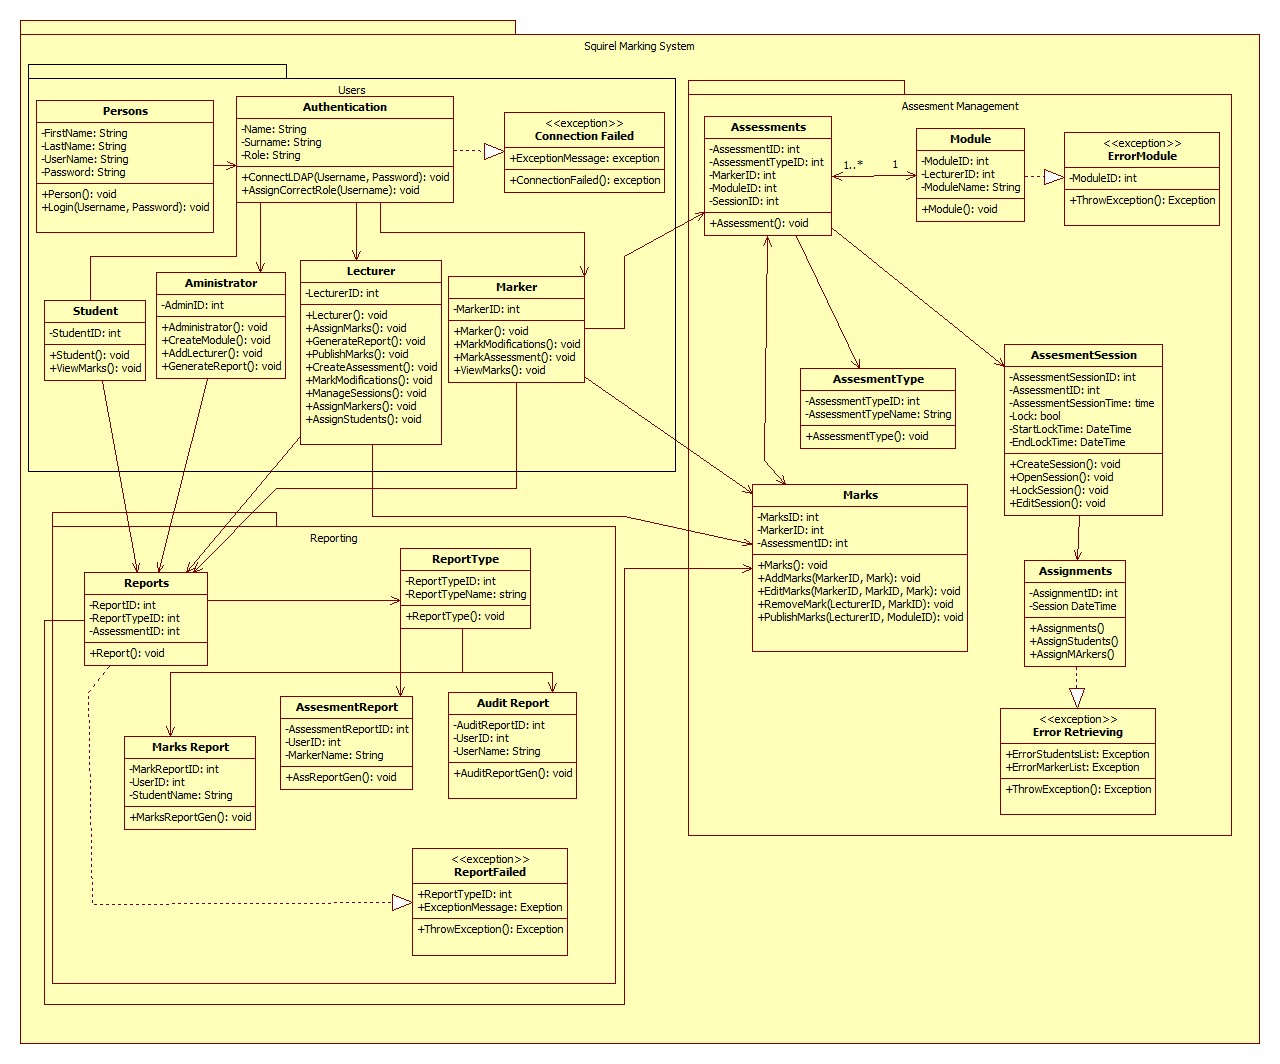 Squirel Marking System
Users
Persons
-FirstName: String
-LastName: String
-UserName: String
-Password: String
+Person(): void
+Login(Username, Password): void
Authentication
-Name: String
-Surname: String
-Role: String
+ConnectLDAP(Username, Password): void
+AssignCorrectRole(Username): void
<<exception>>
Connection Failed
+ExceptionMessage: exception
+ConnectionFailed(): exception
Student
-StudentID: int
+Student(): void
+ViewMarks(): void
Aministrator
-AdminID: int
+Administrator(): void
+CreateModule(): void
+AddLecturer(): void
+GenerateReport(): void
Lecturer
-LecturerID: int
+Lecturer(): void
+AssignMarks(): void
+GenerateReport(): void
+PublishMarks(): void
+CreateAssessment(): void
+MarkModifications(): void
+ManageSessions(): void
+AssignMarkers(): void
+AssignStudents(): void
Marker
-MarkerID: int
+Marker(): void
+MarkModifications(): void
+MarkAssessment(): void
+ViewMarks(): void
Assesment Management
Assessments
-AssessmentID: int
-AssessmentTypeID: int
-MarkerID: int
-ModuleID: int
-SessionID: int
+Assessment(): void
1..*
1
Module
-ModuleID: int
-LecturerID: int
-ModuleName: String
+Module(): void
<<exception>>
ErrorModule
-ModuleID: int
+ThrowException(): Exception
AssesmentType
-AssessmentTypeID: int
-AssessmentTypeName: String
+AssessmentType(): void
AssesmentSession
-AssessmentSessionID: int
-AssessmentID: int
-AssessmentSessionTime: time
-Lock: bool
-StartLockTime: DateTime
-EndLockTime: DateTime
+CreateSession(): void
+OpenSession(): void
+LockSession(): void
+EditSession(): void
Marks
-MarksID: int
-MarkerID: int
-AssessmentID: int
+Marks(): void
+AddMarks(MarkerID, Mark): void
+EditMarks(MarkerID, MarkID, Mark): void
+RemoveMark(LecturerID, MarkID): void
+PublishMarks(LecturerID, ModuleID): void
Assignments
-AssignmentID: int
-Session DateTime
+Assignments()
+AssignStudents()
+AssignMArkers()
<<exception>>
Error Retrieving
+ErrorStudentsList: Exception
+ErrorMarkerList: Exception
+ThrowException(): Exception
Reporting
Reports
-ReportID: int
-ReportTypeID: int
-AssessmentID: int
+Report(): void
ReportType
-ReportTypeID: int
-ReportTypeName: string
+ReportType(): void
Marks Report
-MarkReportID: int
-UserID: int
-StudentName: String
+MarksReportGen(): void
AssesmentReport
-AssessmentReportID: int
-UserID: int
-MarkerName: String
+AssReportGen(): void
Audit Report
-AuditReportID: int
-UserID: int
-UserName: String
+AuditReportGen(): void
<<exception>>
ReportFailed
+ReportTypeID: int
+ExceptionMessage: Exeption
+ThrowException(): Exception